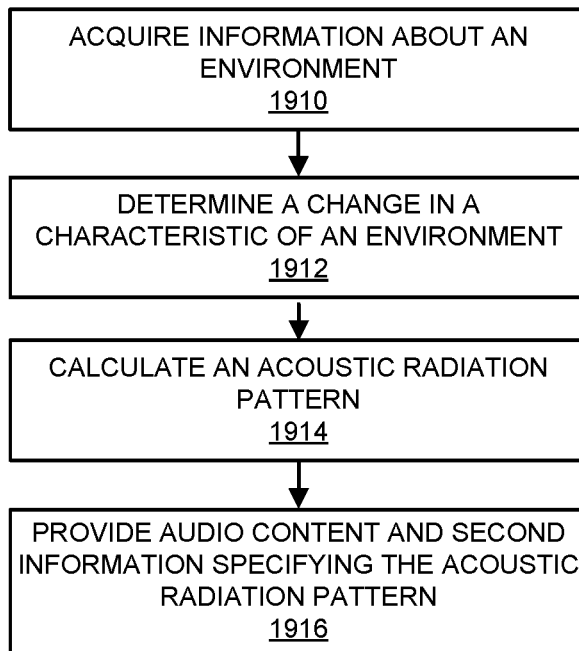 ACQUIRE INFORMATION ABOUT AN
ENVIRONMENT
1910
DETERMINE A CHANGE IN A
CHARACTERISTIC OF AN ENVIRONMENT
1912
CALCULATE AN ACOUSTIC RADIATION
PATTERN
1914
PROVIDE AUDIO CONTENT AND SECOND
INFORMATION SPECIFYING THE ACOUSTIC
RADIATION PATTERN
1916